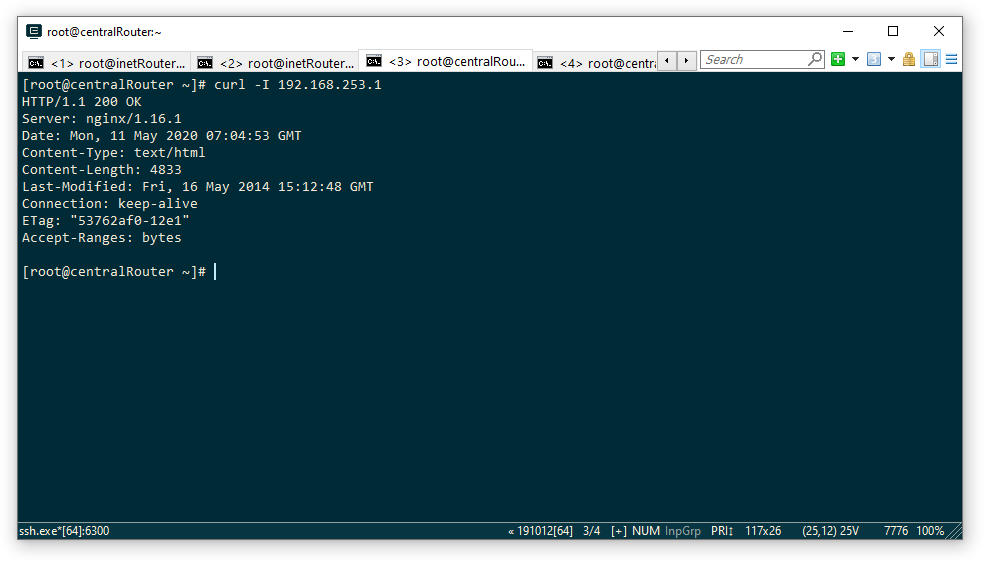 root@centralRouter:~
<1> root@inetRouter... <2> root@inetRouter... <3> root@centralRou... <4> root@centr Search
[root@centralRouter ~]# curl -I 192.168.253.1
HTTP/1.1 200 OK
Server: nginx/1.16.1
Date: Mon, 11 May 2020 07:04:53 GMT
Content-Type: text/html
Content-Length: 4833
Last-Modified: Fri, 16 May 2014 15:12:48 GMT
Connection: keep-alive
ETag: "53762af0-12e1"
Accept-Ranges: bytes
[root@centralRouter ~]#
ssh.exe*[64]:6300 « 191012[64] 3/4 [+] NUM InpGrp PRI↕ 117x26 (25,12) 25V 7776 100%